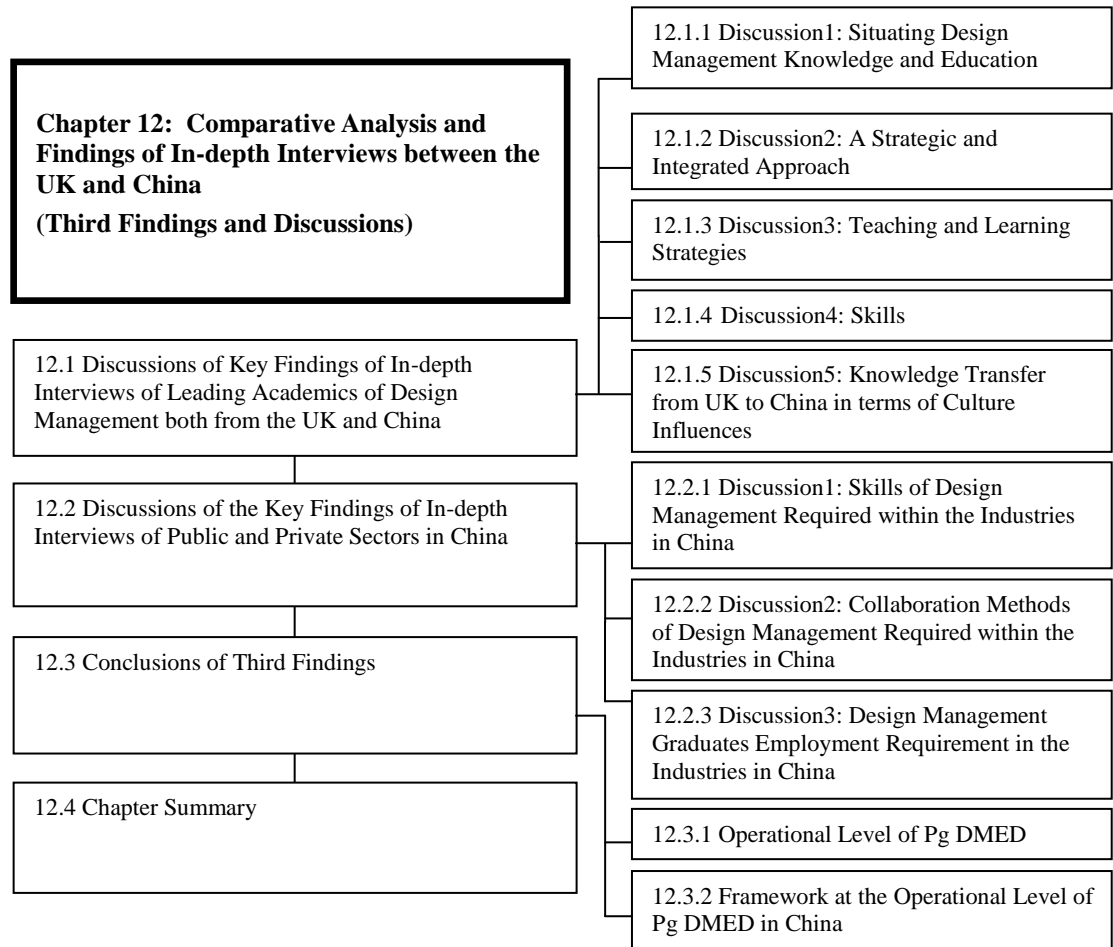 Chapter 12: Comparative Analysis and
Findings of In-depth Interviews between the
UK and China
(Third Findings and Discussions)
12.1 Discussions of Key Findings of In-depth
Interviews of Leading Academics of Design
Management both from the UK and China
12.1.1 Discussion1: Situating Design
Management Knowledge and Education
12.1.2 Discussion2: A Strategic and
Integrated Approach
12.1.3 Discussion3: Teaching and Learning
Strategies
12.1.4 Discussion4: Skills
12.1.5 Discussion5: Knowledge Transfer
from UK to China in terms of Culture
Influences
12.2 Discussions of the Key Findings of In-depth
Interviews of Public and Private Sectors in China
12.2.1 Discussion1: Skills of Design
Management Required within the Industries
in China
12.2.2 Discussion2: Collaboration Methods
of Design Management Required within the
Industries in China
12.2.3 Discussion3: Design Management
Graduates Employment Requirement in the
Industries in China
12.3 Conclusions of Third Findings
12.3.1 Operational Level of Pg DMED
12.3.2 Framework at the Operational Level of
Pg DMED in China
12.4 Chapter Summary